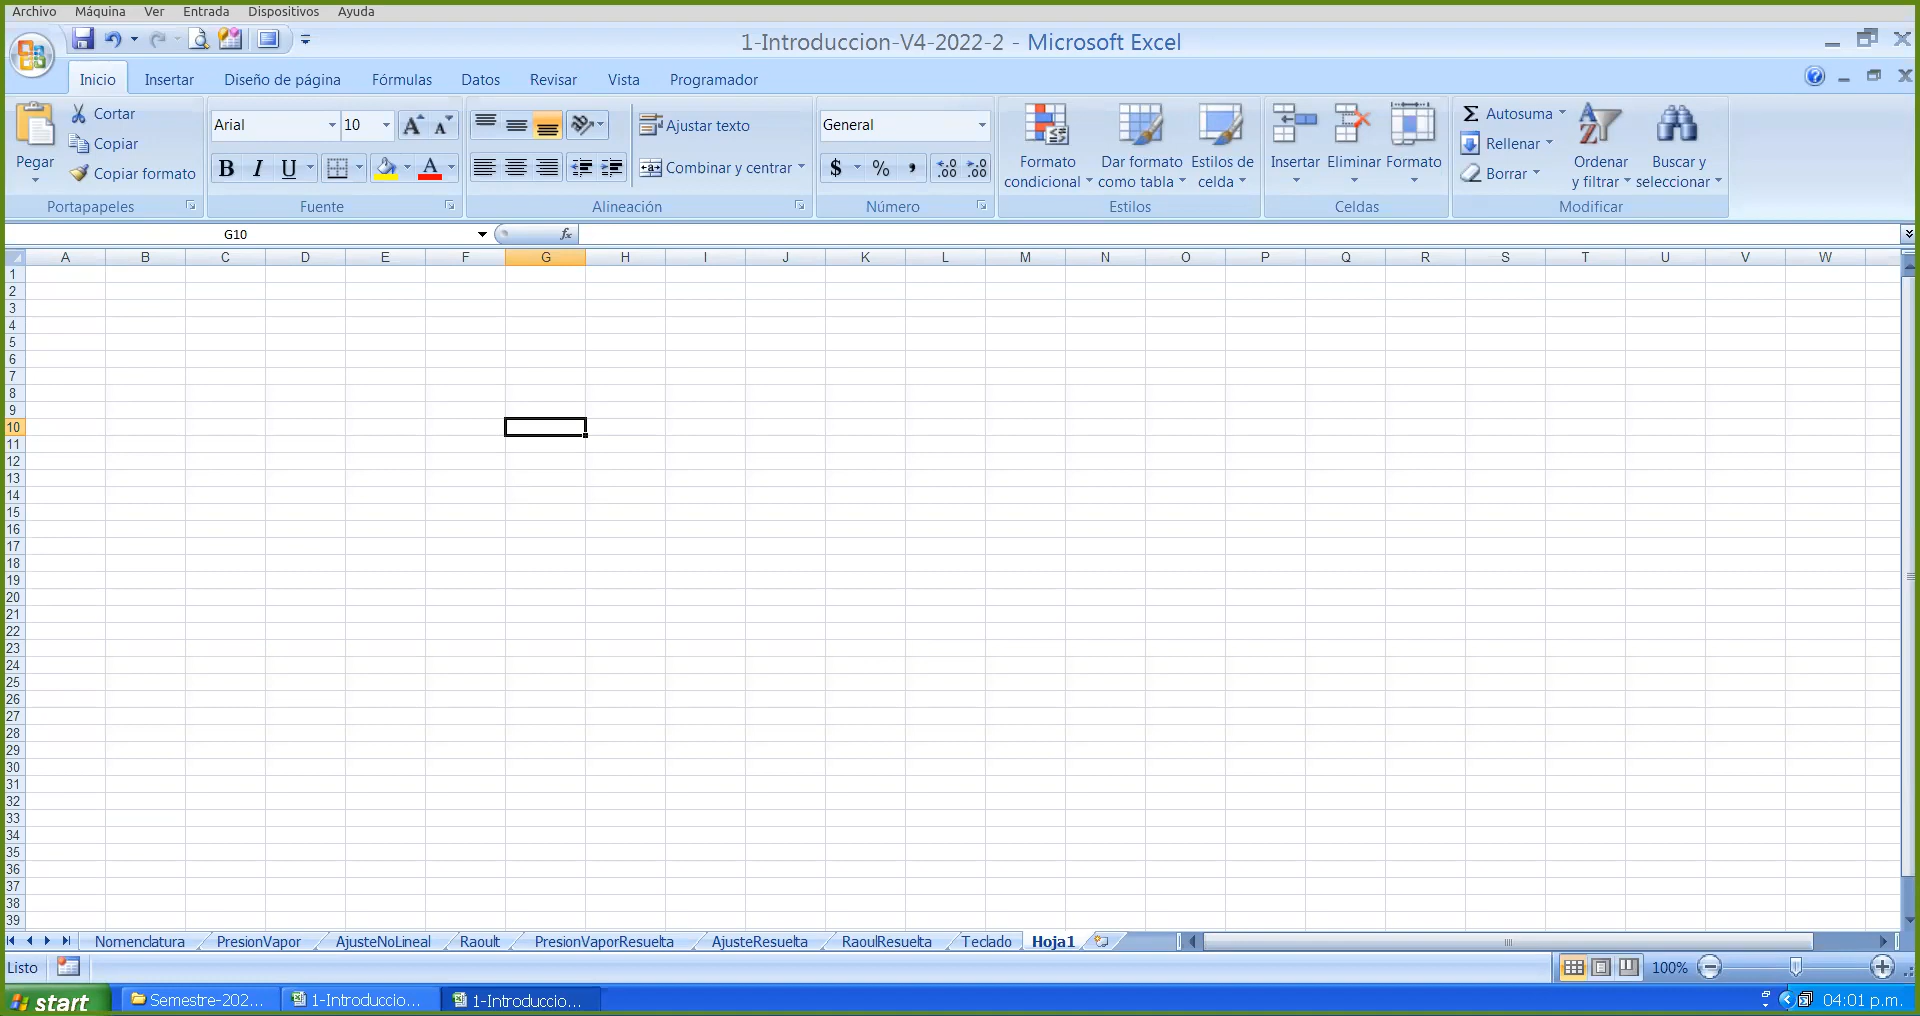 Archivo Máquina Ver Entrada Dispositivos Ayuda
1-Introduccion-V4-2022-2 - Microsoft Excel
Inicio Insertar Diseño de página Fórmulas Datos Revisar Vista Programador
Pegar
Cortar
Copiar
Copiar formato
Portapapeles
Arial 10
N K S
Fuente
Ajustar texto
Combinar y centrar
Alineación
General
$ % ,
Número
Formato condicional
Dar formato como tabla
Estilos de celda
Estilos
Insertar Eliminar Formato
Celdas
Σ Autosuma
Rellenar
Borrar
Ordenar y filtrar
Buscar y seleccionar
Modificar
G10 fx
A B C D E F G H I J K L M N O P Q R S T U V W
1
2
3
4
5
6
7
8
9
10
11
12
13
14
15
16
17
18
19
20
21
22
23
24
25
26
27
28
29
30
31
32
33
34
35
36
37
38
39
Nomenclatura PresionVapor AjusteNoLineal Raoult PresionVaporResuelta AjusteResuelta RaoulResuelta Teclado Hoja1
Listo 100%
start Semestre-202... 1-Introduccio... 1-Introduccio... 04:01 p.m.